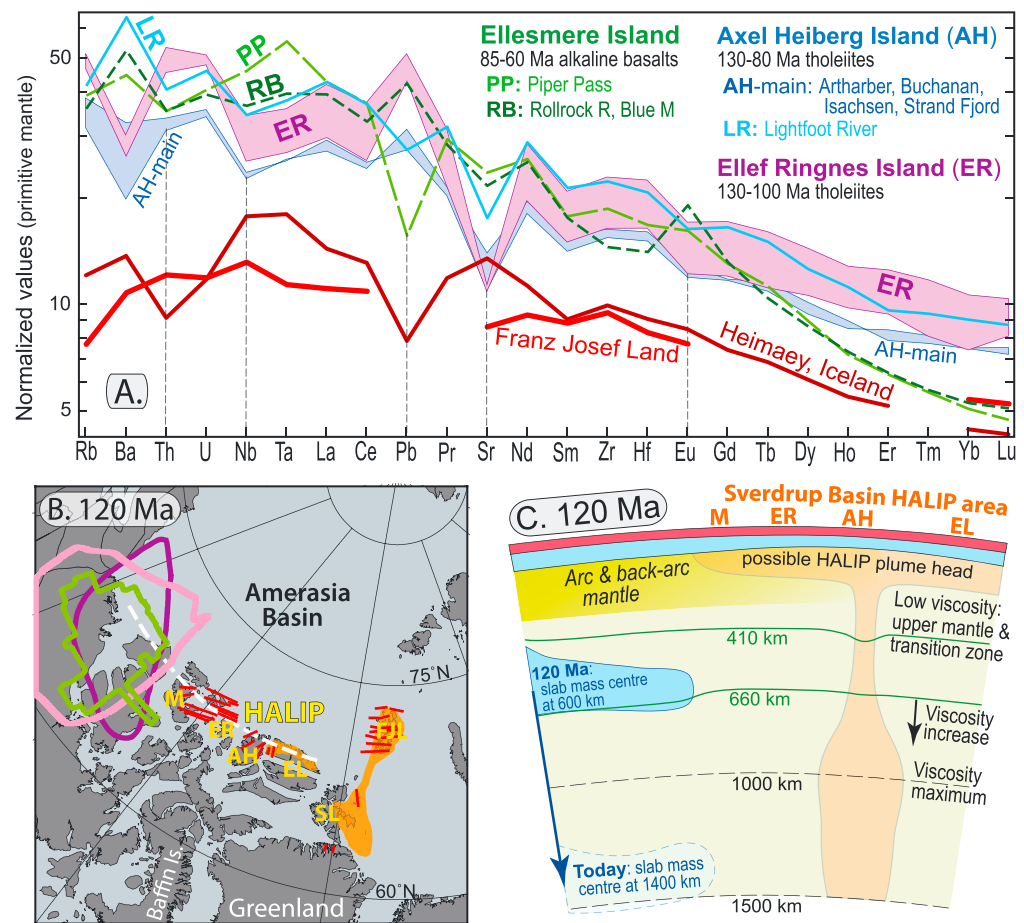 Normalized values (primitive mantle)
50
10
5
LR
PP
RB
ER
AH-main
Ellesmere Island
85-60 Ma alkaline basalts
PP: Piper Pass
RB: Rollrock R, Blue M
Axel Heiberg Island (AH)
130-80 Ma tholeiites
AH-main: Artharber, Buchanan,
Isachsen, Strand Fjord
LR: Lightfoot River
Ellef Ringnes Island (ER)
130-100 Ma tholeiites
ER
AH-main
Franz Josef Land
Heimaey, Iceland
A.
Rb Ba Th U Nb Ta La Ce Pb Pr Sr Nd Sm Zr Hf Eu Gd Tb Dy Ho Er Tm Yb Lu
B. 120 Ma
Amerasia
Basin
75°N
M
HALIP
ER
AH
EL
FJL
SL
Baffin Is.
Greenland
60°N
C. 120 Ma
Sverdrup Basin HALIP area
M ER AH EL
possible HALIP plume head
Arc & back-arc
mantle
Low viscosity:
upper mantle &
transition zone
410 km
120 Ma:
slab mass centre
at 600 km
660 km
Viscosity
increase
1000 km
Viscosity
maximum
Today: slab mass
centre at 1400 km
1500 km